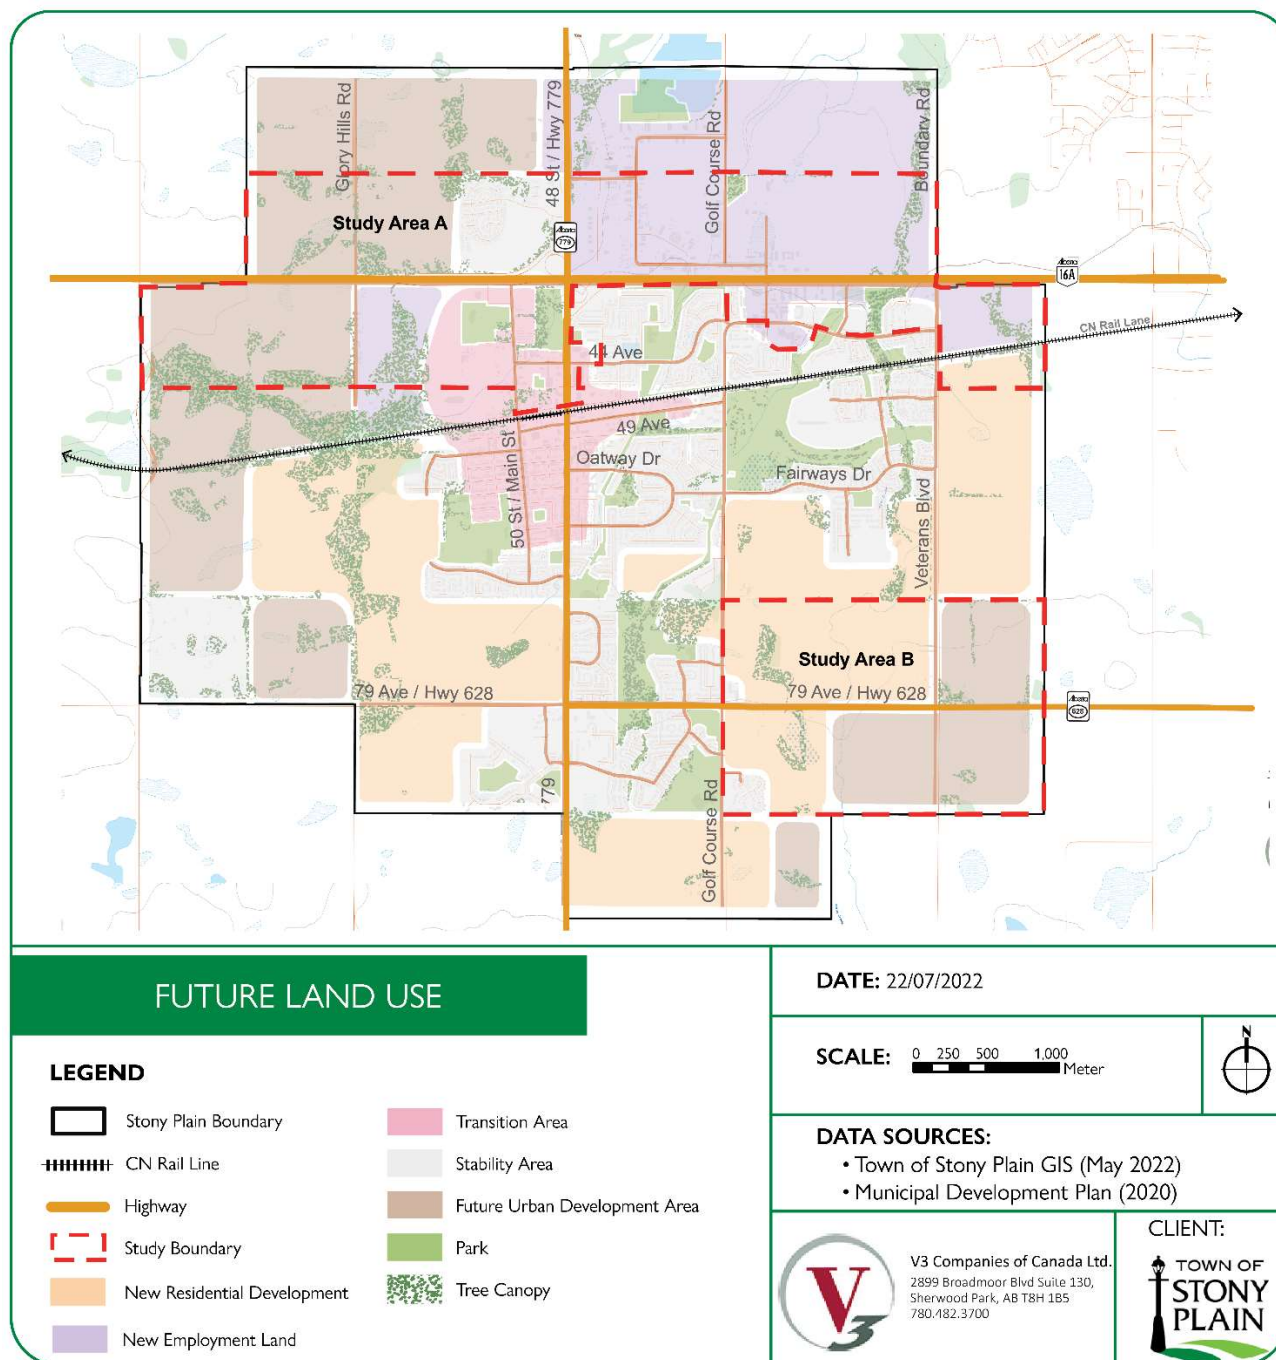 Glory Hills Rd
48 St / Hwy 779
Golf Course Rd
Boundary Rd
Study Area A
Alberta
779
Alberta
16A
CN Rail Lane
44 Ave
49 Ave
50 St / Main St
Oatway Dr
Fairways Dr
Veterans Blvd
Study Area B
79 Ave / Hwy 628
79 Ave / Hwy 628
Alberta
628
779
Golf Course Rd
FUTURE LAND USE
LEGEND
Stony Plain Boundary
CN Rail Line
Highway
Study Boundary
New Residential Development
New Employment Land
Transition Area
Stability Area
Future Urban Development Area
Park
Tree Canopy
DATE: 22/07/2022
SCALE: 0 250 500 1,000
Meter
N
DATA SOURCES:
• Town of Stony Plain GIS (May 2022)
• Municipal Development Plan (2020)
V3
V3 Companies of Canada Ltd.
2899 Broadmoor Blvd Suite 130,
Sherwood Park, AB T8H 1B5
780.482.3700
CLIENT:
TOWN OF
STONY
PLAIN